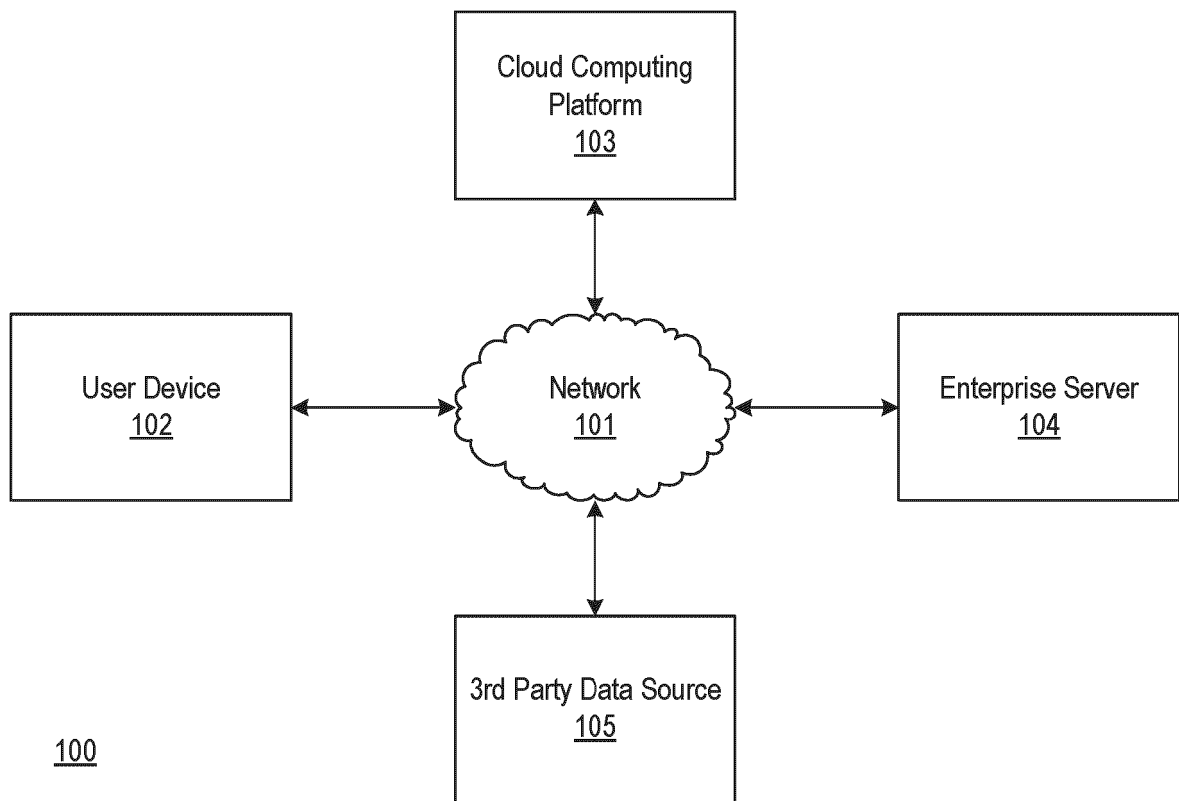 Cloud Computing
Platform
103
User Device
102
Network
101
Enterprise Server
104
3rd Party Data Source
105
100